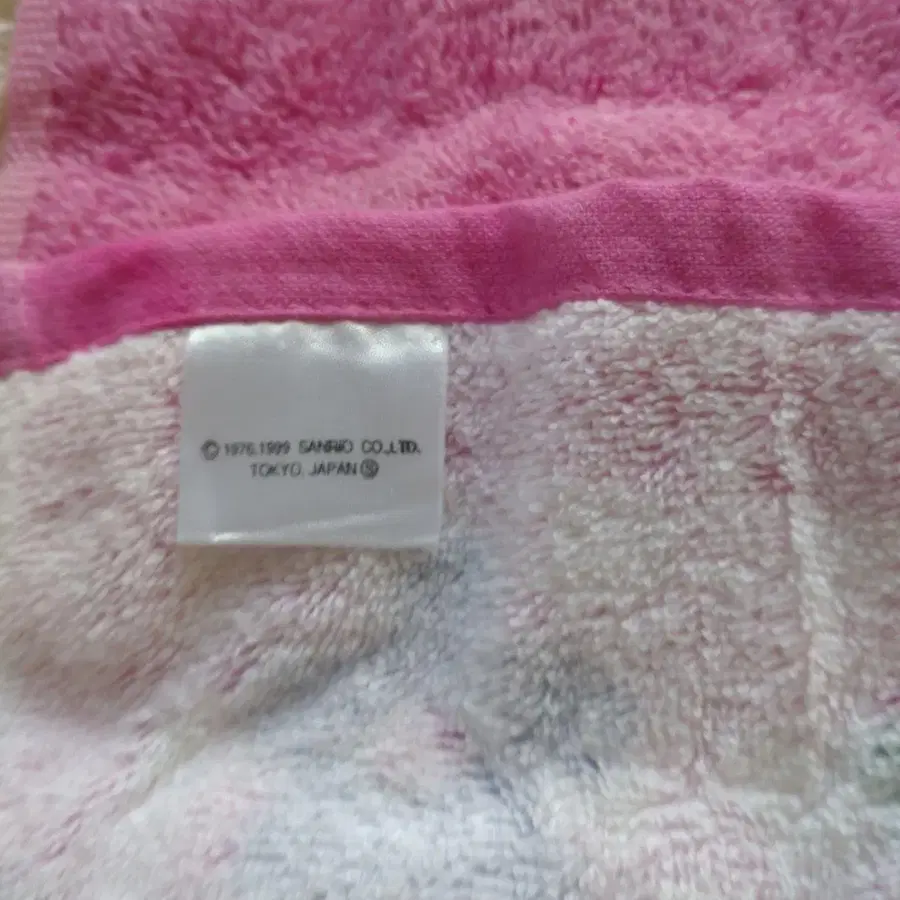 © 1976, 1999 SANRIO CO.,LTD.
TOKYO, JAPAN Ⓢ